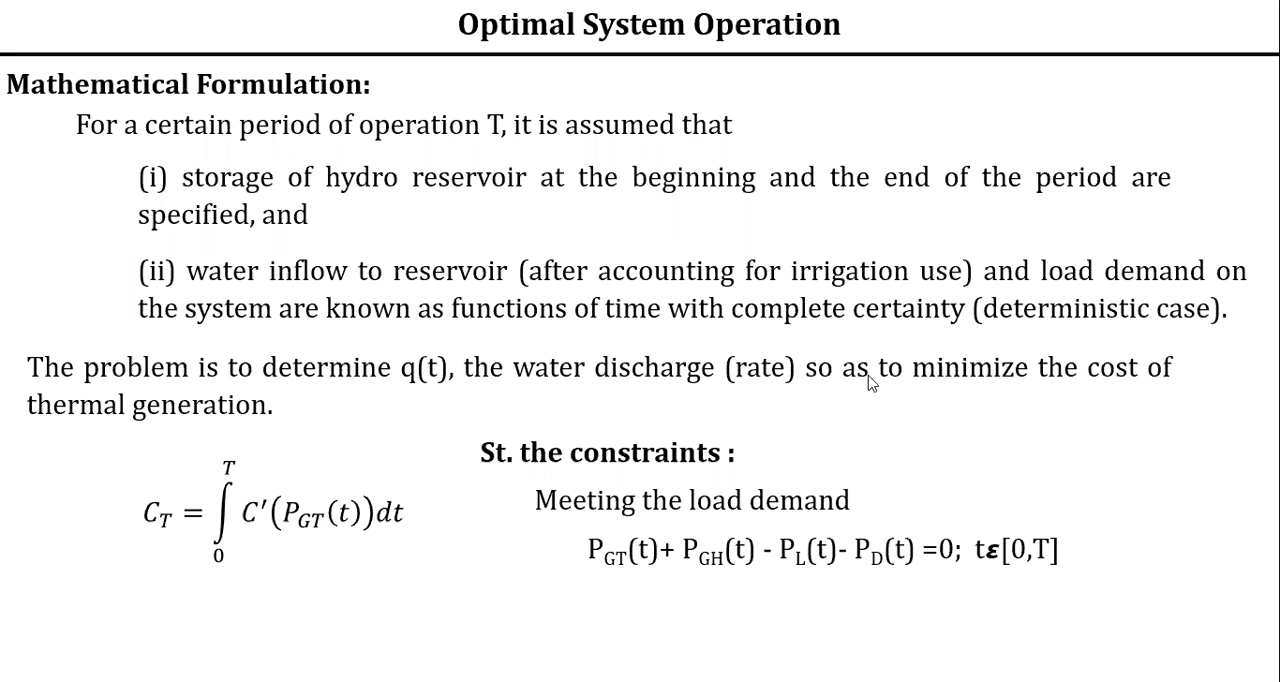 Optimal System Operation
Mathematical Formulation:
For a certain period of operation T, it is assumed that
(i) storage of hydro reservoir at the beginning and the end of the period are
specified, and
(ii) water inflow to reservoir (after accounting for irrigation use) and load demand on
the system are known as functions of time with complete certainty (deterministic case).
The problem is to determine q(t), the water discharge (rate) so as to minimize the cost of
thermal generation.
St. the constraints :
C_T = ∫_0^T C′(P_GT(t))dt
Meeting the load demand
P_GT(t)+ P_GH(t) - P_L(t)- P_D(t) =0; tε[0,T]